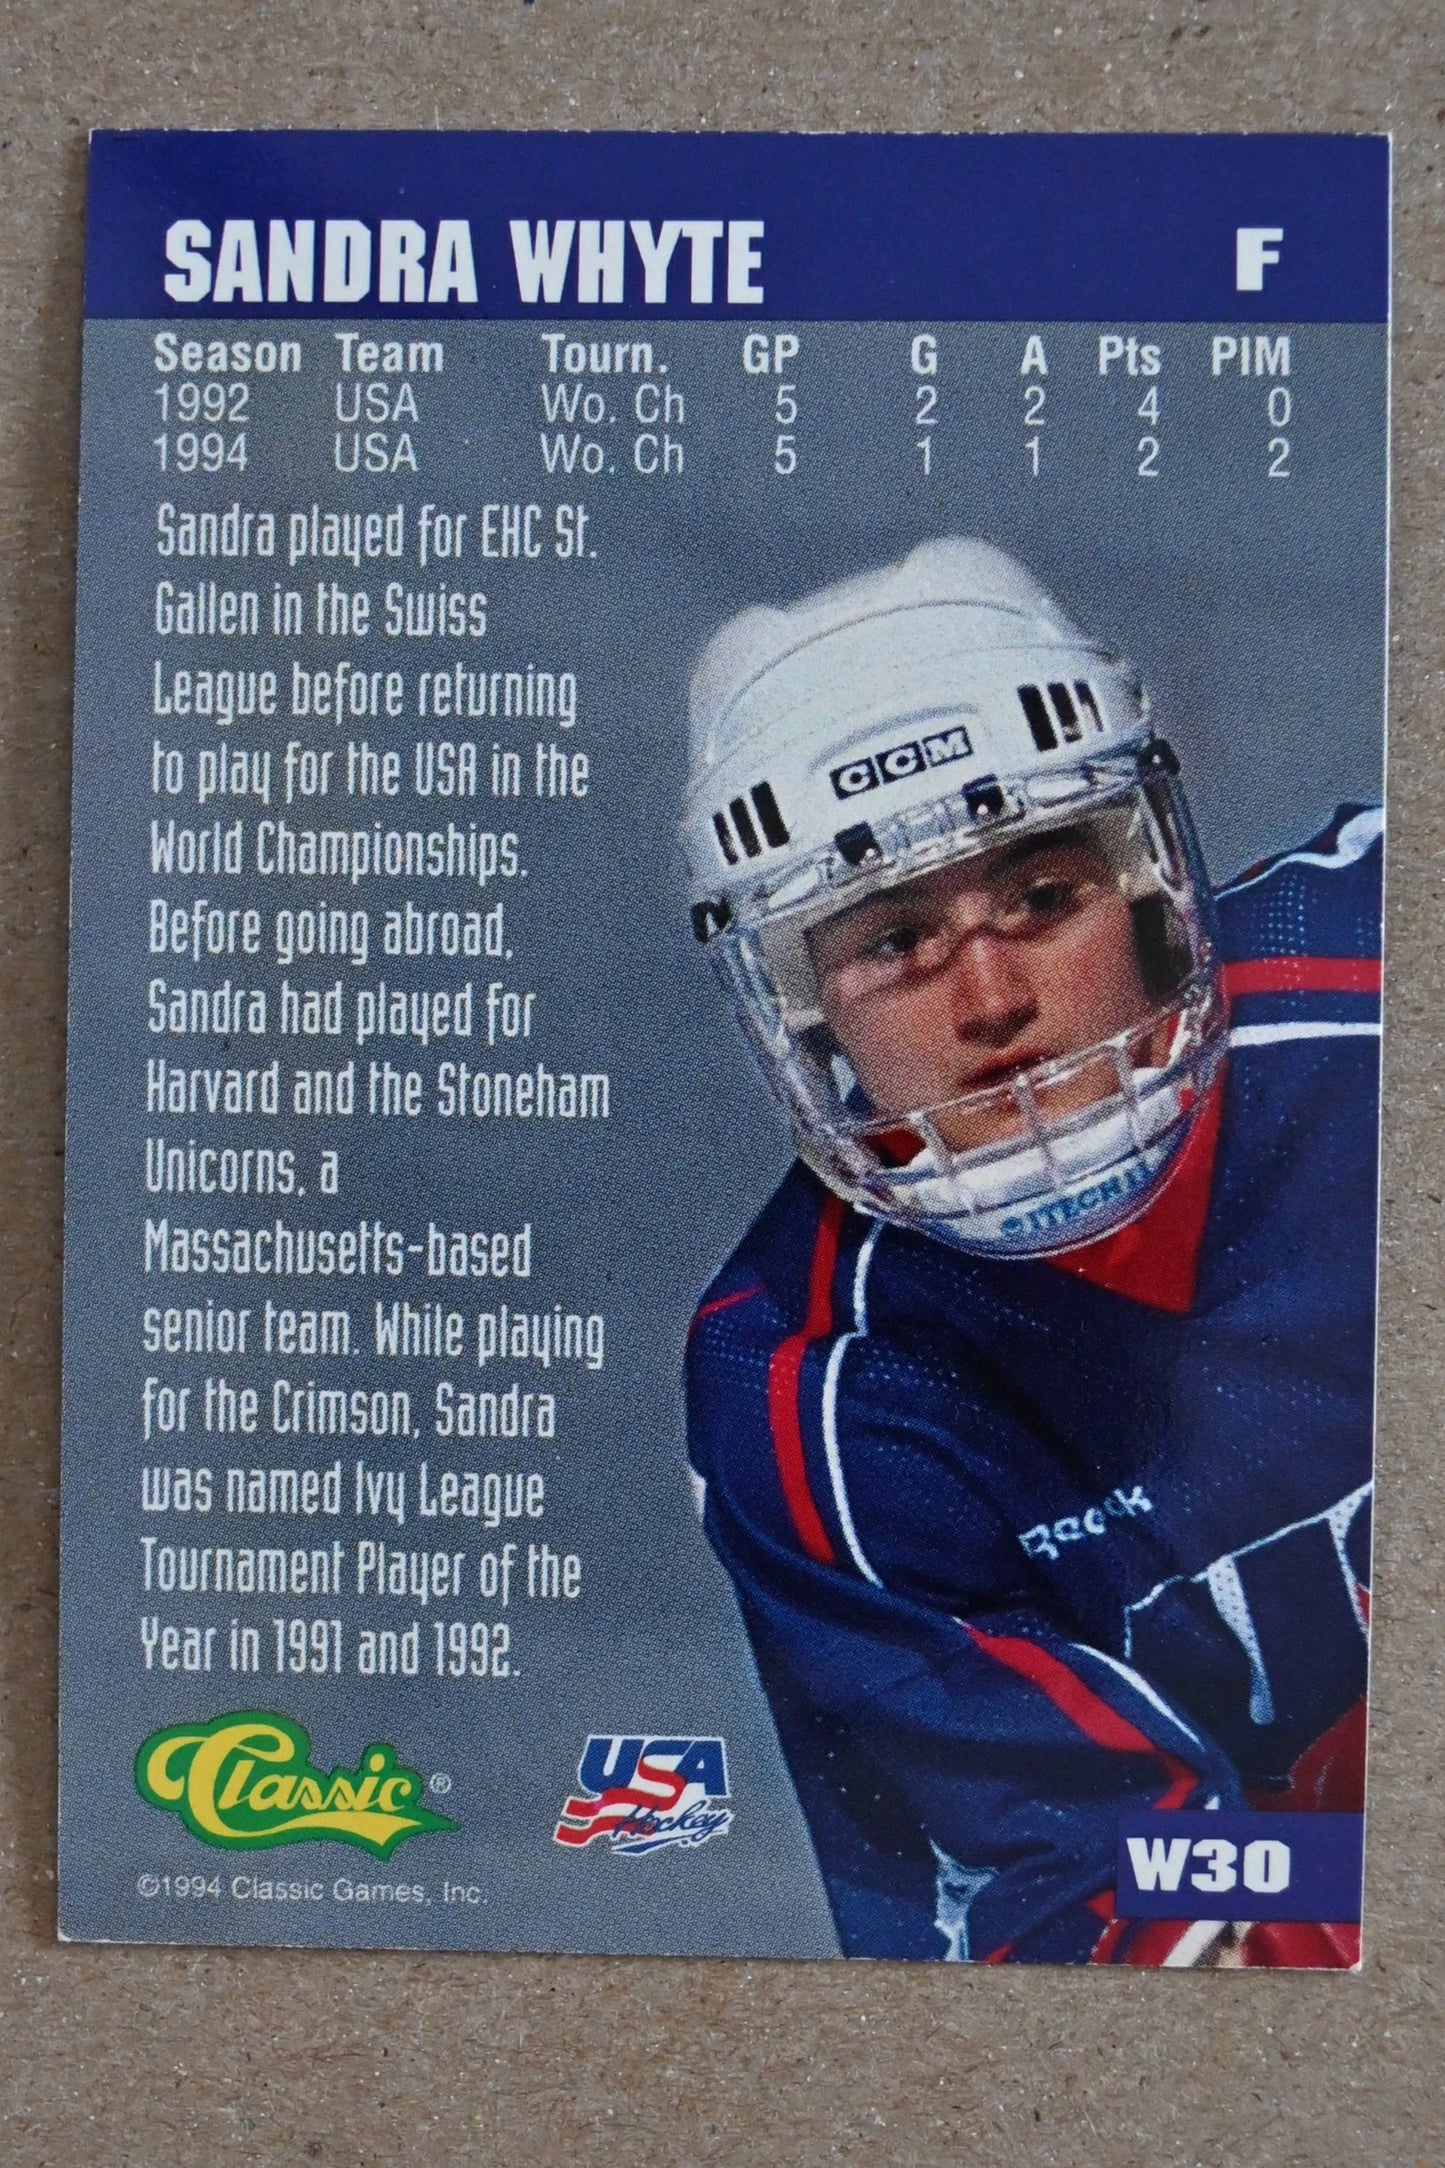 SANDRA WHYTE F
Season Team Tourn. GP G A Pts PIM
1992 USA Wo. Ch 5 2 2 4 0
1994 USA Wo. Ch 5 1 1 2 2
Sandra played for EHC St.
Gallen in the Swiss
League before returning
to play for the USA in the
World Championships.
Before going abroad,
Sandra had played for
Harvard and the Stoneham
Unicorns, a
Massachusetts-based
senior team. While playing
for the Crimson, Sandra
was named Ivy League
Tournament Player of the
Year in 1991 and 1992.
CCM
Reebok
Classic®
USA
Hockey
W30
©1994 Classic Games, Inc.